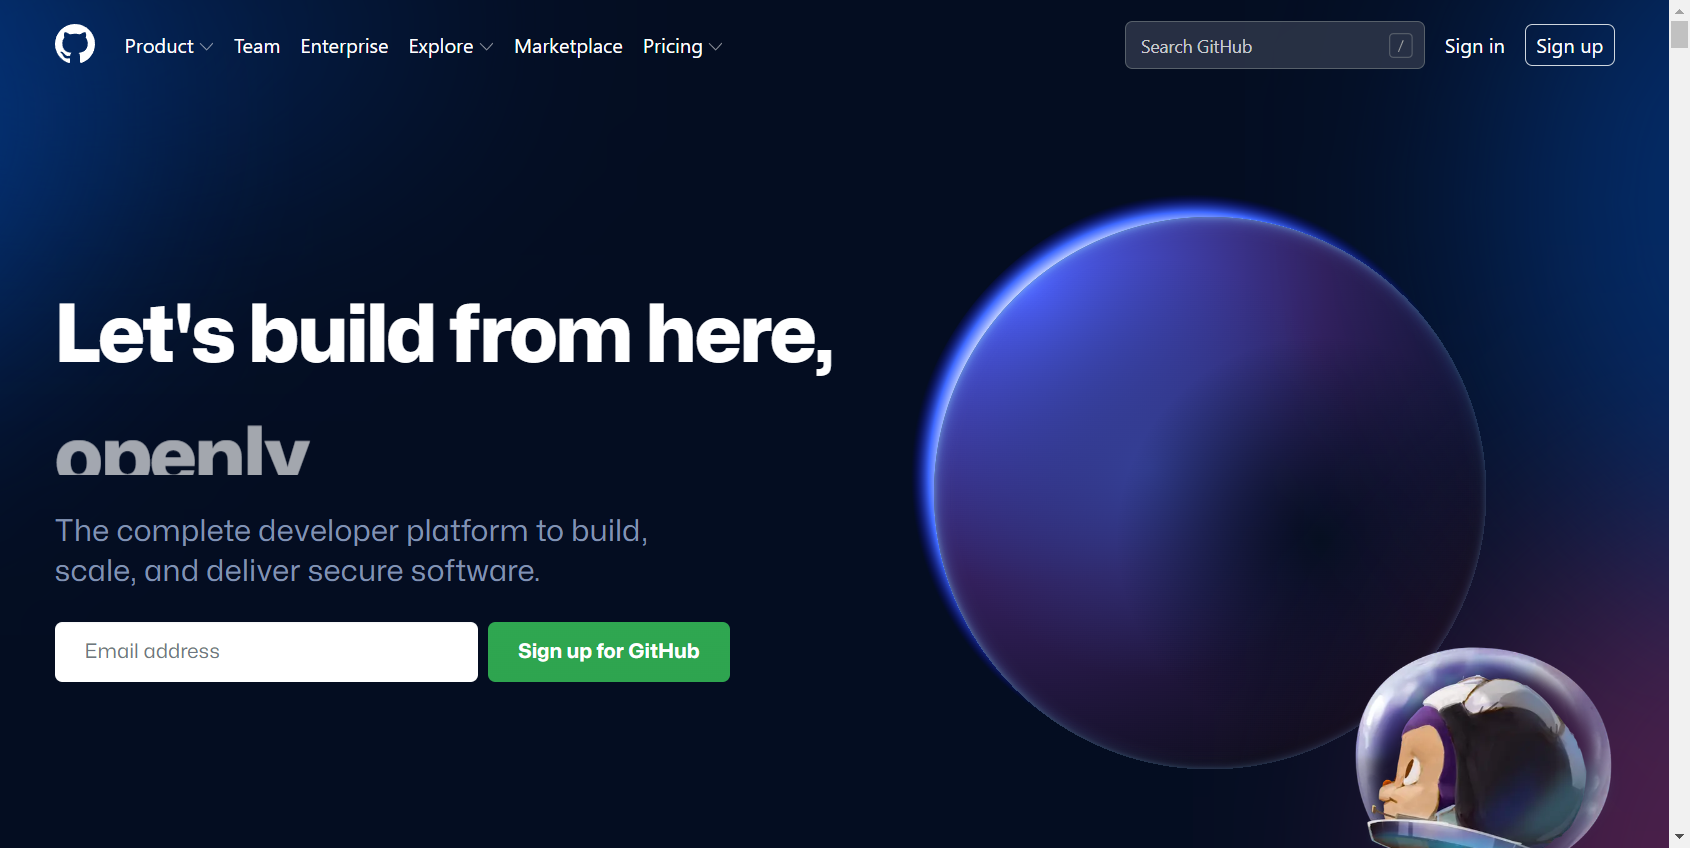 Product Team Enterprise Explore Marketplace Pricing
Search GitHub /
Sign in
Sign up
Let's build from here,
openly
The complete developer platform to build,
scale, and deliver secure software.
Email address
Sign up for GitHub